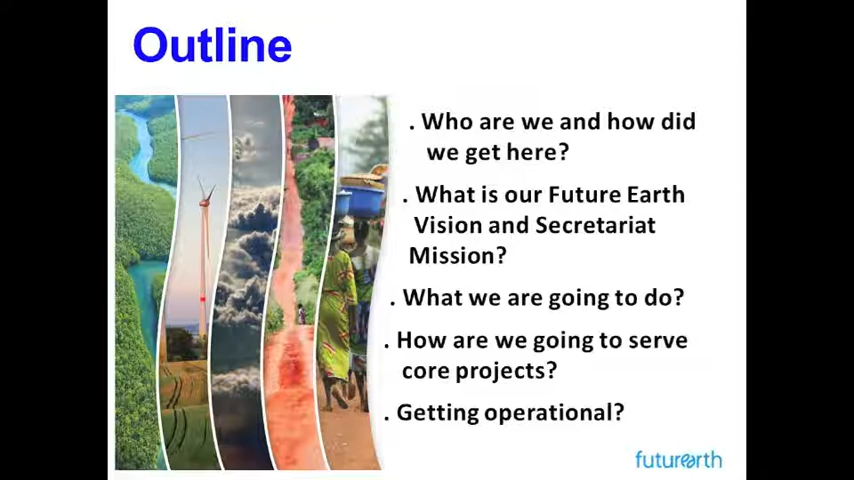 Outline
. Who are we and how did
we get here?
. What is our Future Earth
Vision and Secretariat
Mission?
. What we are going to do?
. How are we going to serve
core projects?
. Getting operational?
futurearth